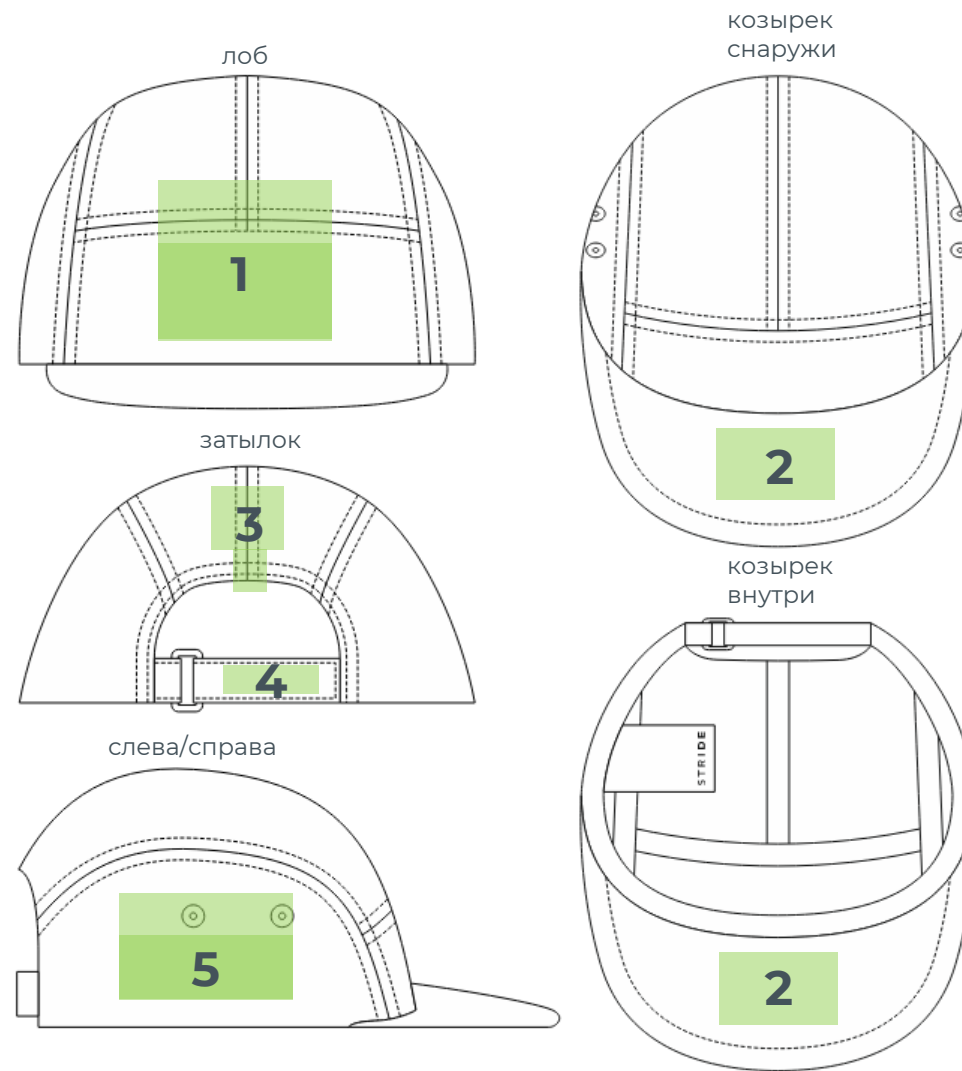 лоб
1
затылок
3
4
слева/справа
5
козырек
снаружи
2
козырек
внутри
STRIDE
2